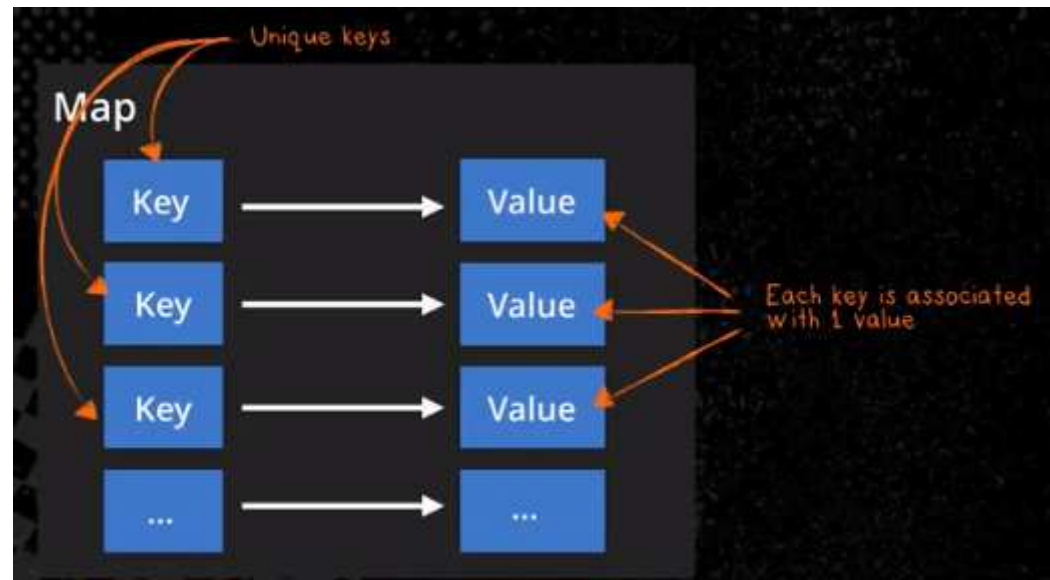 Unique keys
Map
Key
Value
Key
Value
Each key is associated
with 1 value
Key
Value
...
...